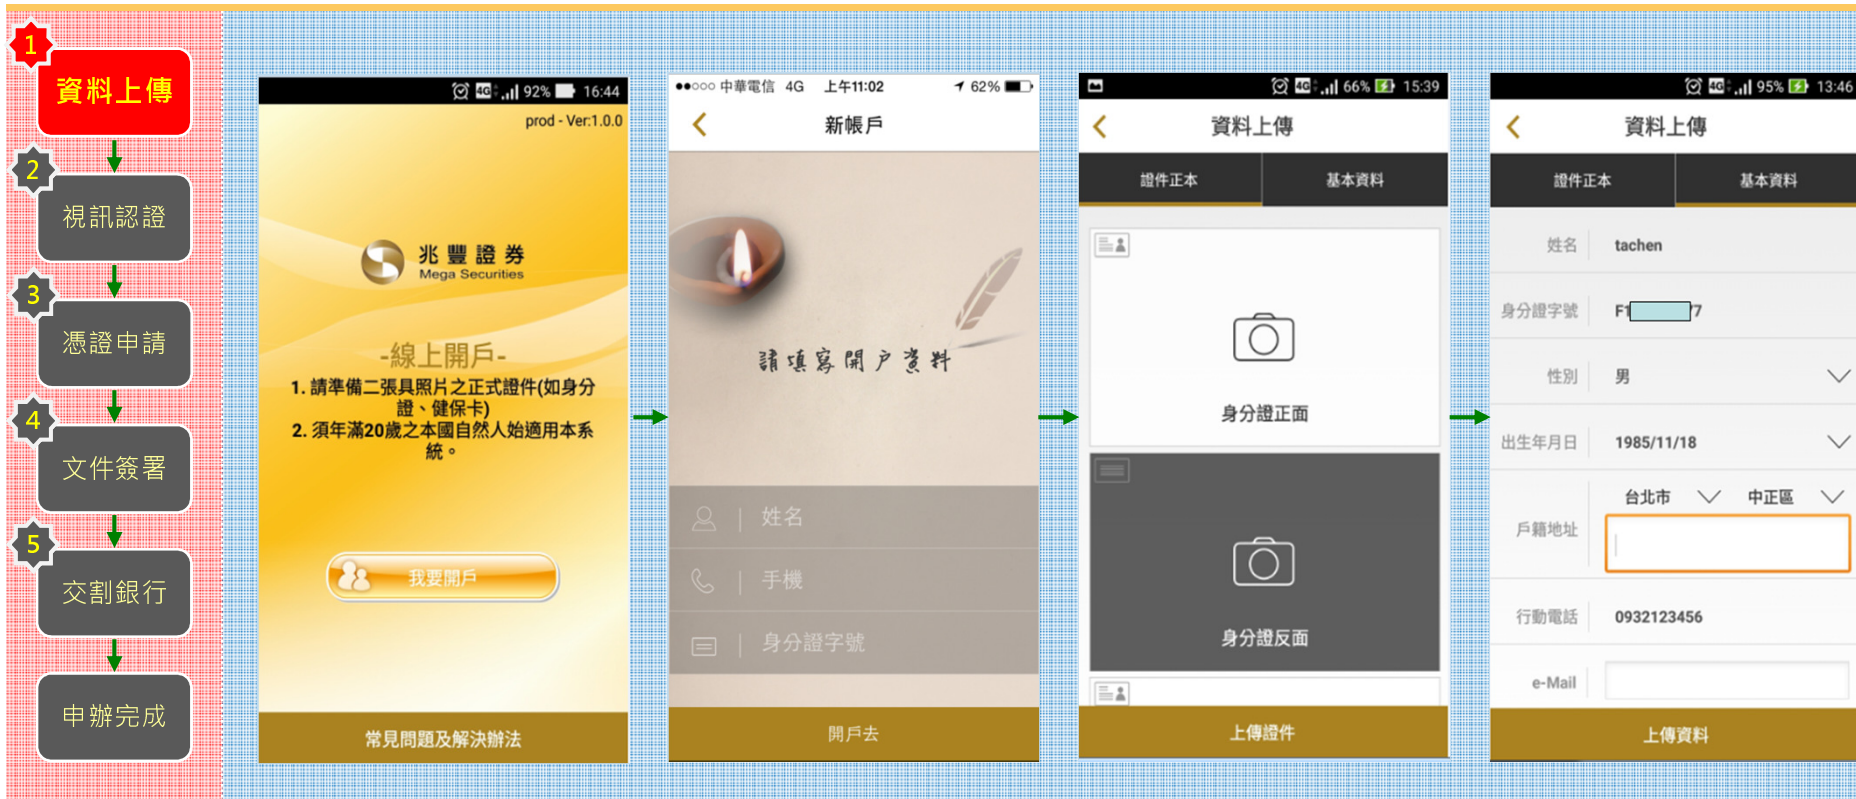 1
資料上傳
2
視訊認證
3
憑證申請
4
文件簽署
5
交割銀行
申辦完成
4G 92% 16:44
prod - Ver:1.0.0
兆豐證券
Mega Securities
-線上開戶-
1. 請準備二張具照片之正式證件(如身分
證、健保卡)
2. 須年滿20歲之本國自然人始適用本系
統。
我要開戶
常見問題及解決辦法
中華電信 4G 上午11:02 62%
新帳戶
請填寫開戶資料
姓名
手機
身分證字號
開戶去
4G 66% 15:39
資料上傳
證件正本 基本資料
身分證正面
身分證反面
上傳證件
4G 95% 13:46
資料上傳
證件正本 基本資料
姓名 tachen
身分證字號 F1 77
性別 男
出生年月日 1985/11/18
台北市 中正區
戶籍地址
行動電話 0932123456
e-Mail
上傳資料